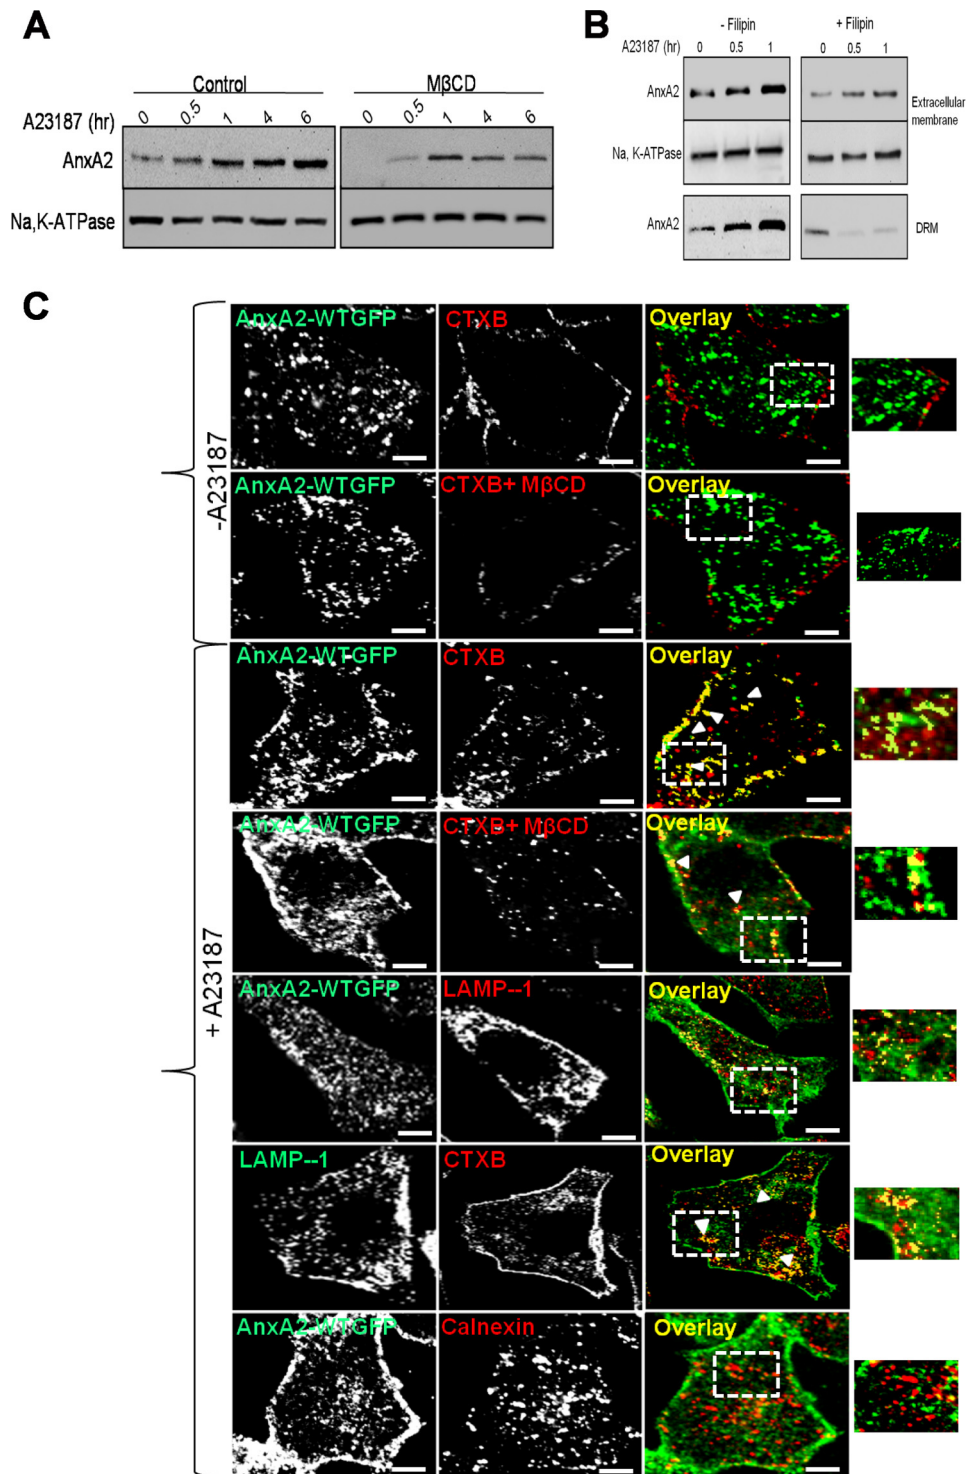 A
Control MβCD
A23187 (hr) 0 0.5 1 4 6 0 0.5 1 4 6
AnxA2
Na,K-ATPase
B
- Filipin + Filipin
A23187 (hr) 0 0.5 1 0 0.5 1
AnxA2
Extracellular
membrane
Na, K-ATPase
AnxA2 DRM
C
-A23187
AnxA2-WTGFP CTXB Overlay
AnxA2-WTGFP CTXB+ MβCD Overlay
+ A23187
AnxA2-WTGFP CTXB Overlay
AnxA2-WTGFP CTXB+ MβCD Overlay
AnxA2-WTGFP LAMP--1 Overlay
LAMP--1 CTXB Overlay
AnxA2-WTGFP Calnexin Overlay